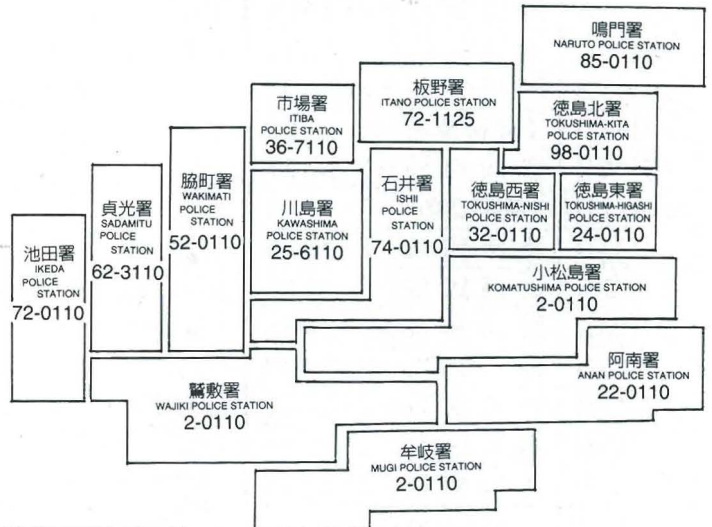 鳴門署
NARUTO POLICE STATION
85-0110
板野署
ITANO POLICE STATION
72-1125
市場署
ITIBA
POLICE STATION
36-7110
徳島北署
TOKUSHIMA-KITA
POLICE STATION
98-0110
脇町署
WAKIMATI
POLICE
STATION
52-0110
貞光署
SADAMITU
POLICE
STATION
62-3110
池田署
IKEDA
POLICE
STATION
72-0110
川島署
KAWASHIMA
POLICE STATION
25-6110
石井署
ISHII
POLICE
STATION
74-0110
徳島西署
TOKUSHIMA-NISHI
POLICE STATION
32-0110
徳島東署
TOKUSHIMA-HIGASHI
POLICE STATION
24-0110
小松島署
KOMATUSHIMA POLICE STATION
2-0110
阿南署
ANAN POLICE STATION
22-0110
鷲敷署
WAJIKI POLICE STATION
2-0110
牟岐署
MUGI POLICE STATION
2-0110